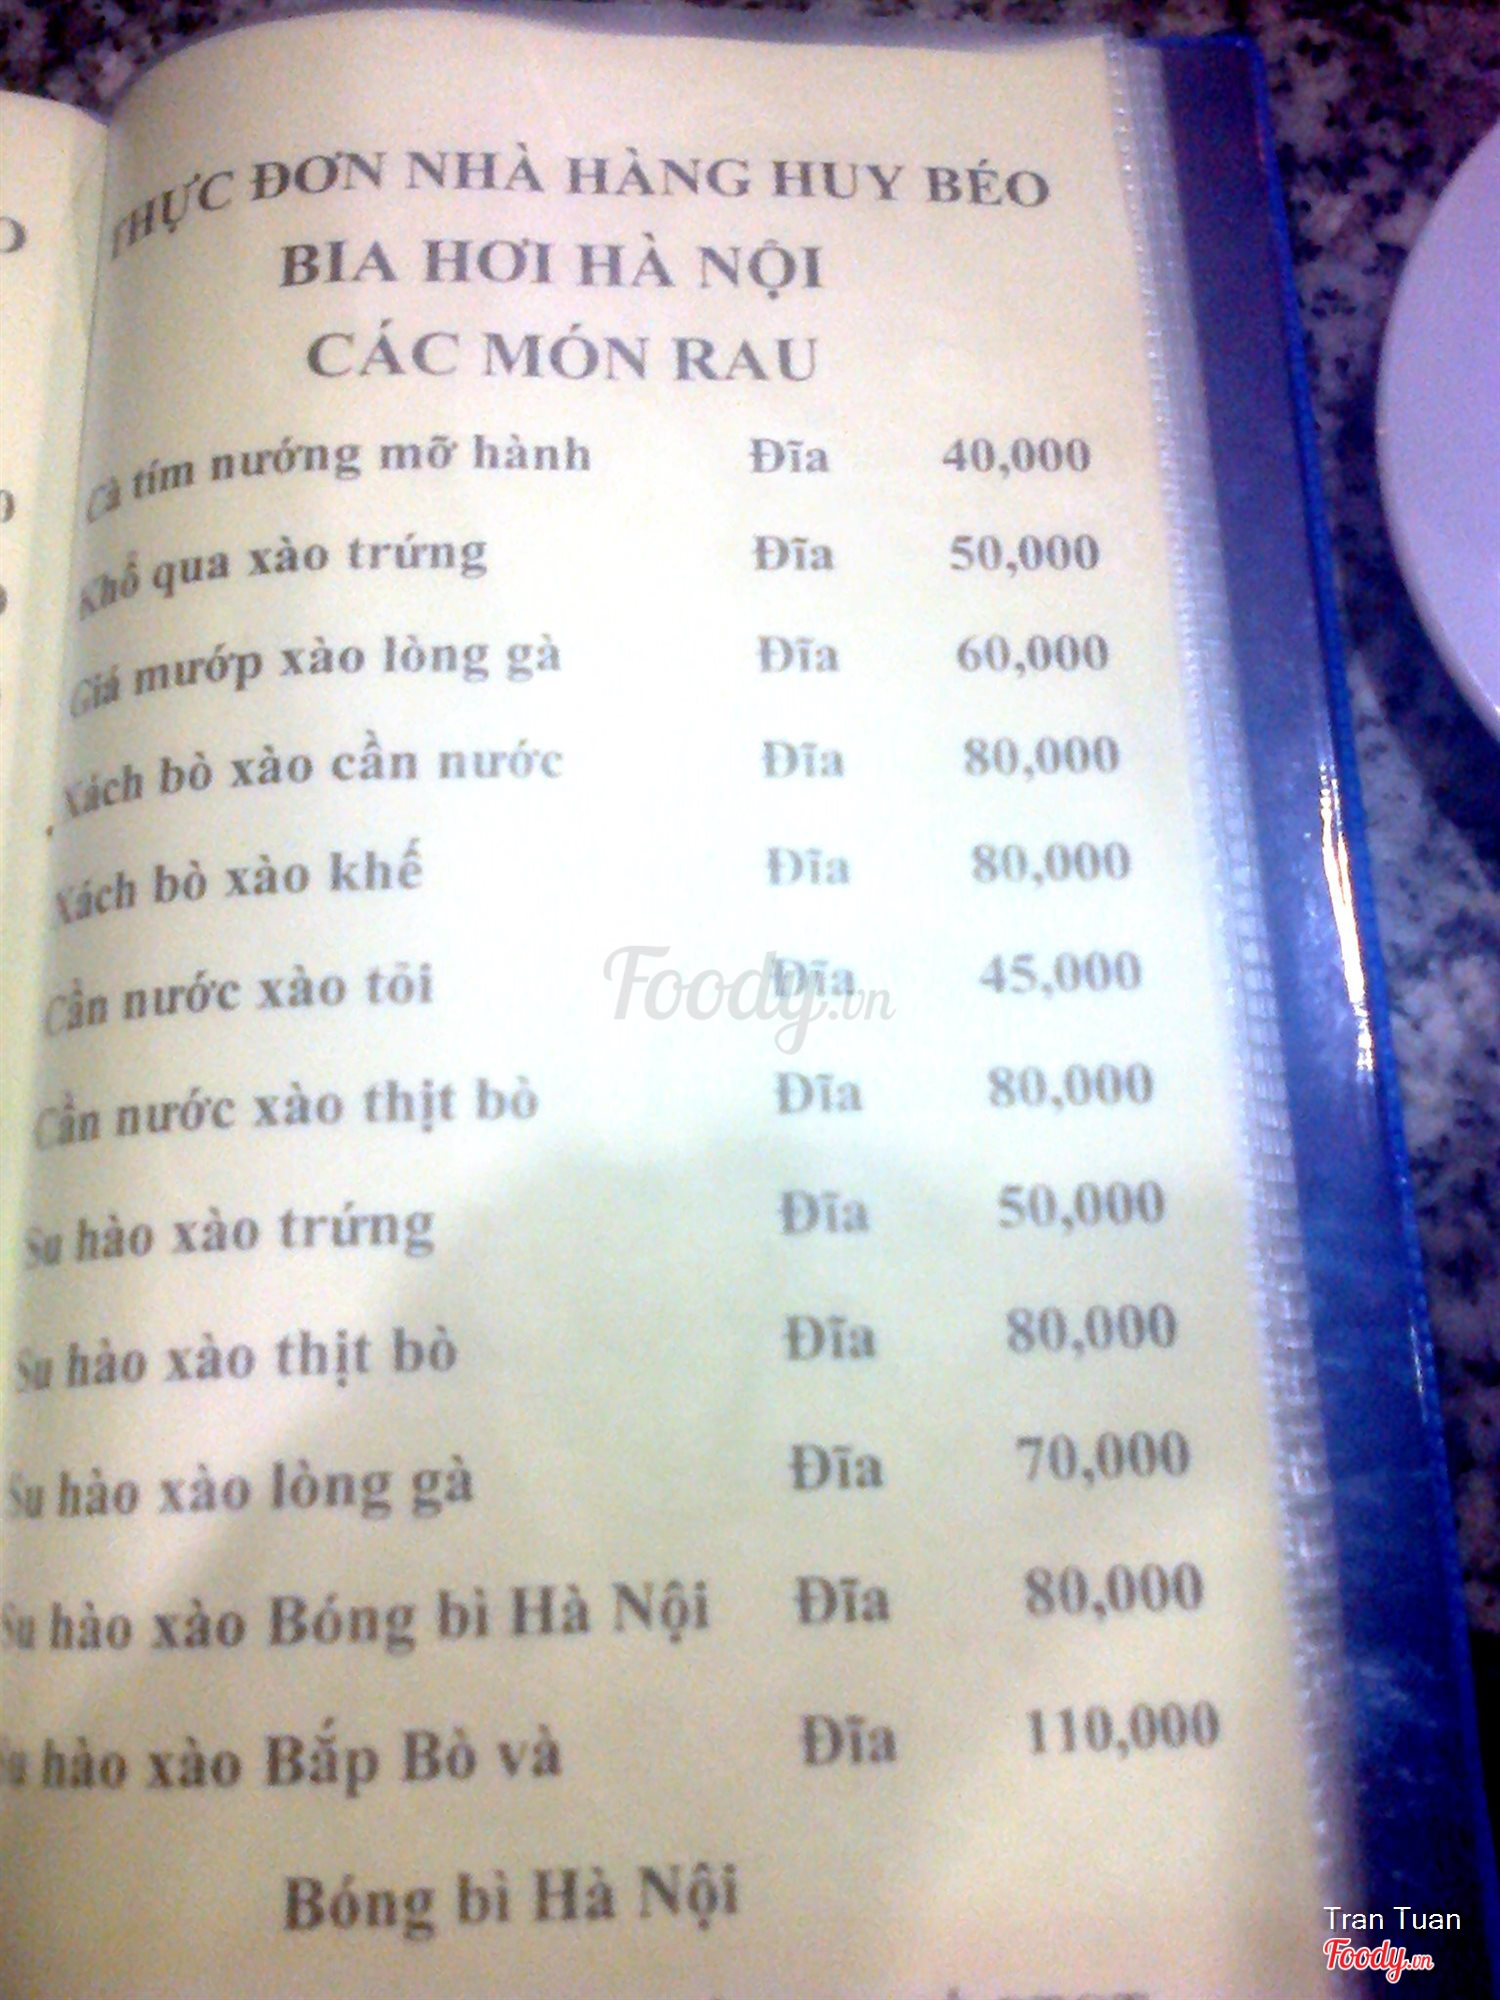 THỰC ĐƠN NHÀ HÀNG HUY BÉO
BIA HƠI HÀ NỘI
CÁC MÓN RAU
Cà tím nướng mỡ hành Đĩa 40,000
Khổ qua xào trứng Đĩa 50,000
Giá mướp xào lòng gà Đĩa 60,000
Xách bò xào cần nước Đĩa 80,000
Xách bò xào khế Đĩa 80,000
Cần nước xào tỏi Đĩa 45,000
Cần nước xào thịt bò Đĩa 80,000
Su hào xào trứng Đĩa 50,000
Su hào xào thịt bò Đĩa 80,000
Su hào xào lòng gà Đĩa 70,000
Su hào xào Bóng bì Hà Nội Đĩa 80,000
Su hào xào Bắp Bò và Đĩa 110,000
Bóng bì Hà Nội
Foody.vn
Tran Tuan
Foody.vn